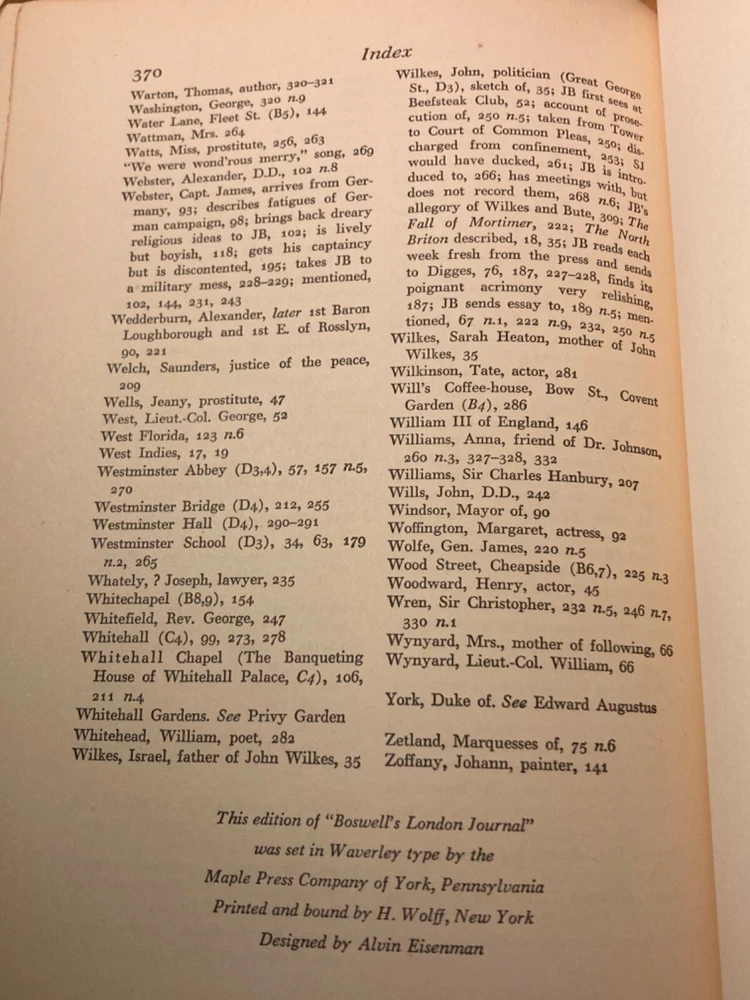 370
Index
Warton, Thomas, author, 320–321
Washington, George, 320 n.9
Water Lane, Fleet St. (B5), 144
Wattman, Mrs. 264
Watts, Miss, prostitute, 256, 263
"We were wond'rous merry," song, 269
Webster, Alexander, D.D., 102 n.8
Webster, Capt. James, arrives from Ger-
many, 93; describes fatigues of Ger-
man campaign, 98; brings back dreary
religious ideas to JB, 102; is lively
but boyish, 118; gets his captaincy
but is discontented, 195; takes JB to
a military mess, 228–229; mentioned,
102, 144, 231, 243
Wedderburn, Alexander, later 1st Baron
Loughborough and 1st E. of Rosslyn,
90, 221
Welch, Saunders, justice of the peace,
209
Wells, Jeany, prostitute, 47
West, Lieut.-Col. George, 52
West Florida, 123 n.6
West Indies, 17, 19
Westminster Abbey (D3,4), 57, 157 n.5,
270
Westminster Bridge (D4), 212, 255
Westminster Hall (D4), 290–291
Westminster School (D3), 34, 63, 179
n.2, 265
Whately, ? Joseph, lawyer, 235
Whitechapel (B8,9), 154
Whitefield, Rev. George, 247
Whitehall (C4), 99, 273, 278
Whitehall Chapel (The Banqueting
House of Whitehall Palace, C4), 106,
211 n.4
Whitehall Gardens. See Privy Garden
Whitehead, William, poet, 282
Wilkes, Israel, father of John Wilkes, 35
Wilkes, John, politician (Great George
St., D3), sketch of, 35; JB first sees at
Beefsteak Club, 52; account of prose-
cution of, 250 n.5; taken from Tower
to Court of Common Pleas, 250; dis-
charged from confinement, 253; SJ
would have ducked, 261; JB is intro-
duced to, 266; has meetings with, but
does not record them, 268 n.6; JB's
allegory of Wilkes and Bute, 309; The
Fall of Mortimer, 222; The North
Briton described, 18, 35; JB reads each
week fresh from the press and sends
to Digges, 76, 187, 227–228, finds its
poignant acrimony very relishing,
187; JB sends essay to, 189 n.5; men-
tioned, 67 n.1, 222 n.9, 232, 250 n.5
Wilkes, Sarah Heaton, mother of John
Wilkes, 35
Wilkinson, Tate, actor, 281
Will's Coffee-house, Bow St., Covent
Garden (B4), 286
William III of England, 146
Williams, Anna, friend of Dr. Johnson,
260 n.3, 327–328, 332
Williams, Sir Charles Hanbury, 207
Wills, John, D.D., 242
Windsor, Mayor of, 90
Woffington, Margaret, actress, 92
Wolfe, Gen. James, 220 n.5
Wood Street, Cheapside (B6,7), 225 n.3
Woodward, Henry, actor, 45
Wren, Sir Christopher, 232 n.5, 246 n.7,
330 n.1
Wynyard, Mrs., mother of following, 66
Wynyard, Lieut.-Col. William, 66
York, Duke of. See Edward Augustus
Zetland, Marquesses of, 75 n.6
Zoffany, Johann, painter, 141
This edition of "Boswell's London Journal"
was set in Waverley type by the
Maple Press Company of York, Pennsylvania
Printed and bound by H. Wolff, New York
Designed by Alvin Eisenman